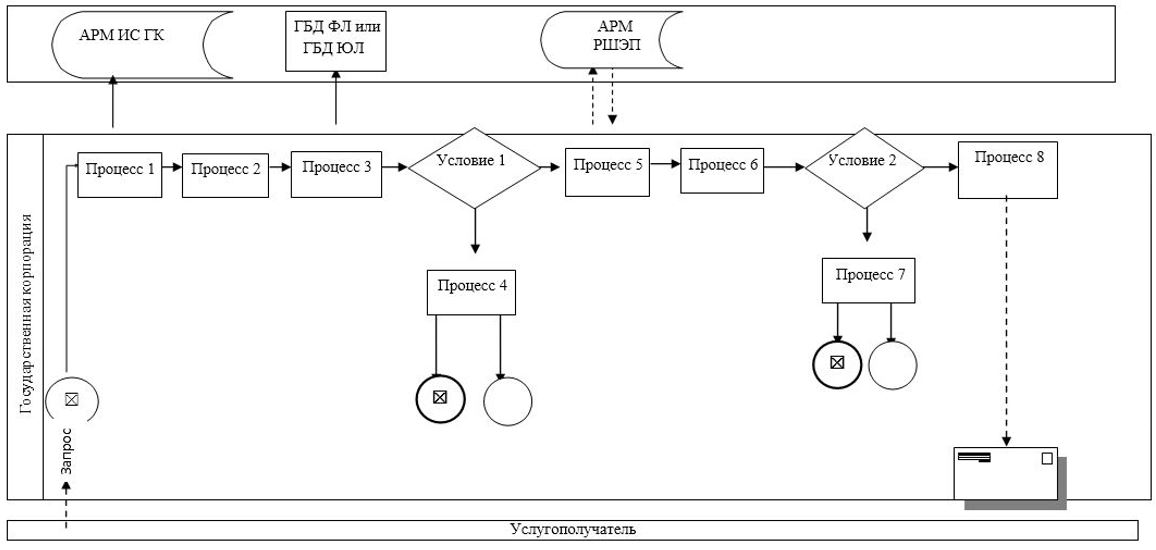 АРМ ИС ГК
ГБД ФЛ или
ГБД ЮЛ
АРМ
РШЭП
Государственная корпорация
Процесс 1
Процесс 2
Процесс 3
Условие 1
Процесс 5
Процесс 6
Условие 2
Процесс 8
Процесс 4
Процесс 7
Запрос
Услугополучатель